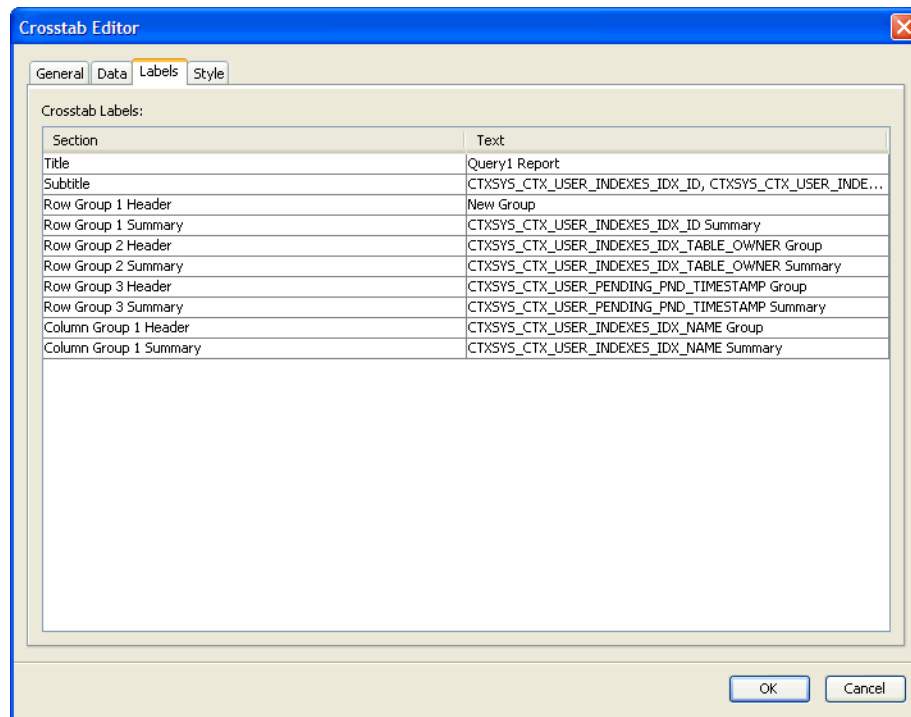 Crosstab Editor
General Data Labels Style
Crosstab Labels:
Section Text
Title Query1 Report
Subtitle CTXSYS_CTX_USER_INDEXES_IDX_ID, CTXSYS_CTX_USER_INDE...
Row Group 1 Header New Group
Row Group 1 Summary CTXSYS_CTX_USER_INDEXES_IDX_ID Summary
Row Group 2 Header CTXSYS_CTX_USER_INDEXES_IDX_TABLE_OWNER Group
Row Group 2 Summary CTXSYS_CTX_USER_INDEXES_IDX_TABLE_OWNER Summary
Row Group 3 Header CTXSYS_CTX_USER_PENDING_PND_TIMESTAMP Group
Row Group 3 Summary CTXSYS_CTX_USER_PENDING_PND_TIMESTAMP Summary
Column Group 1 Header CTXSYS_CTX_USER_INDEXES_IDX_NAME Group
Column Group 1 Summary CTXSYS_CTX_USER_INDEXES_IDX_NAME Summary
OK Cancel